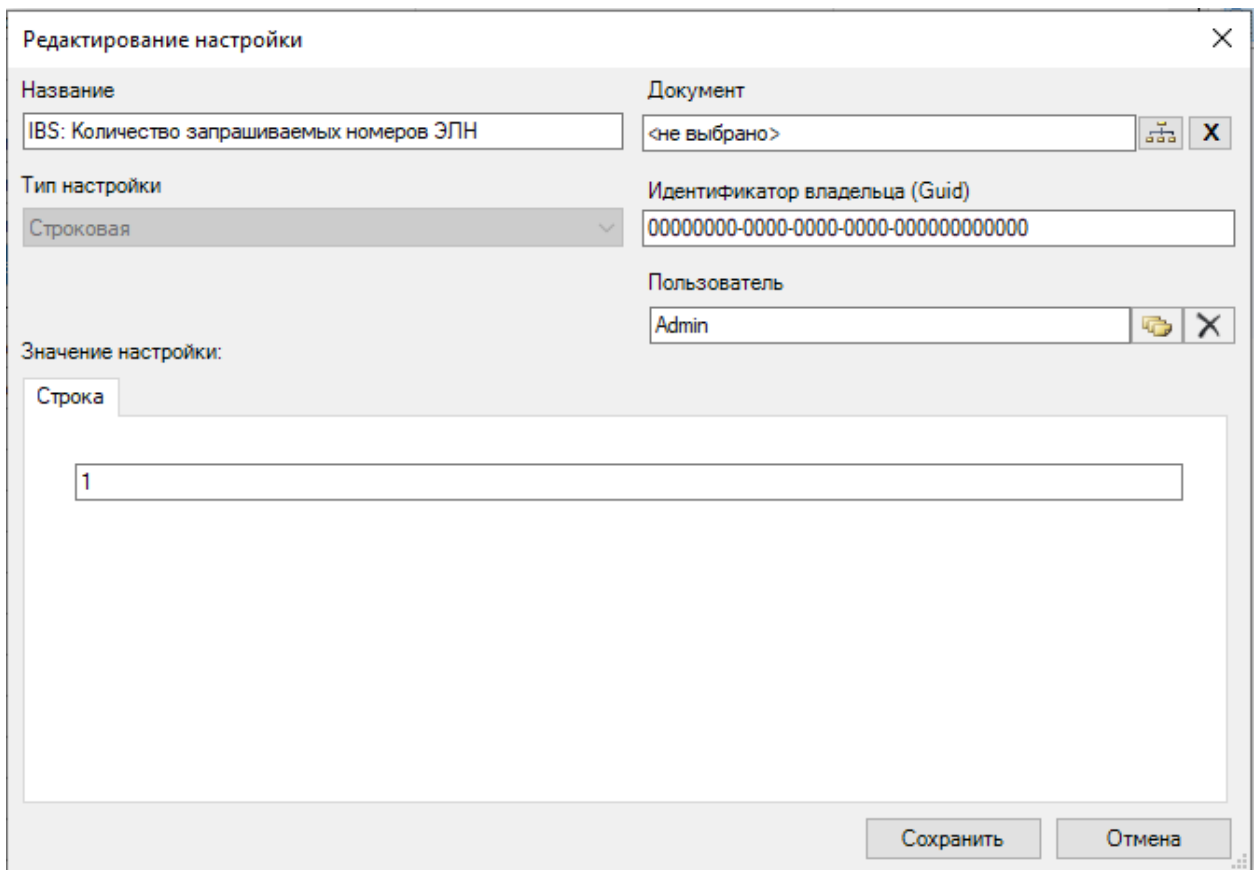 Редактирование настройки
Название
IBS: Количество запрашиваемых номеров ЭЛН
Документ
<не выбрано>
X
Тип настройки
Строковая
Идентификатор владельца (Guid)
00000000-0000-0000-0000-000000000000
Пользователь
Admin
Значение настройки:
Строка
1
Сохранить
Отмена